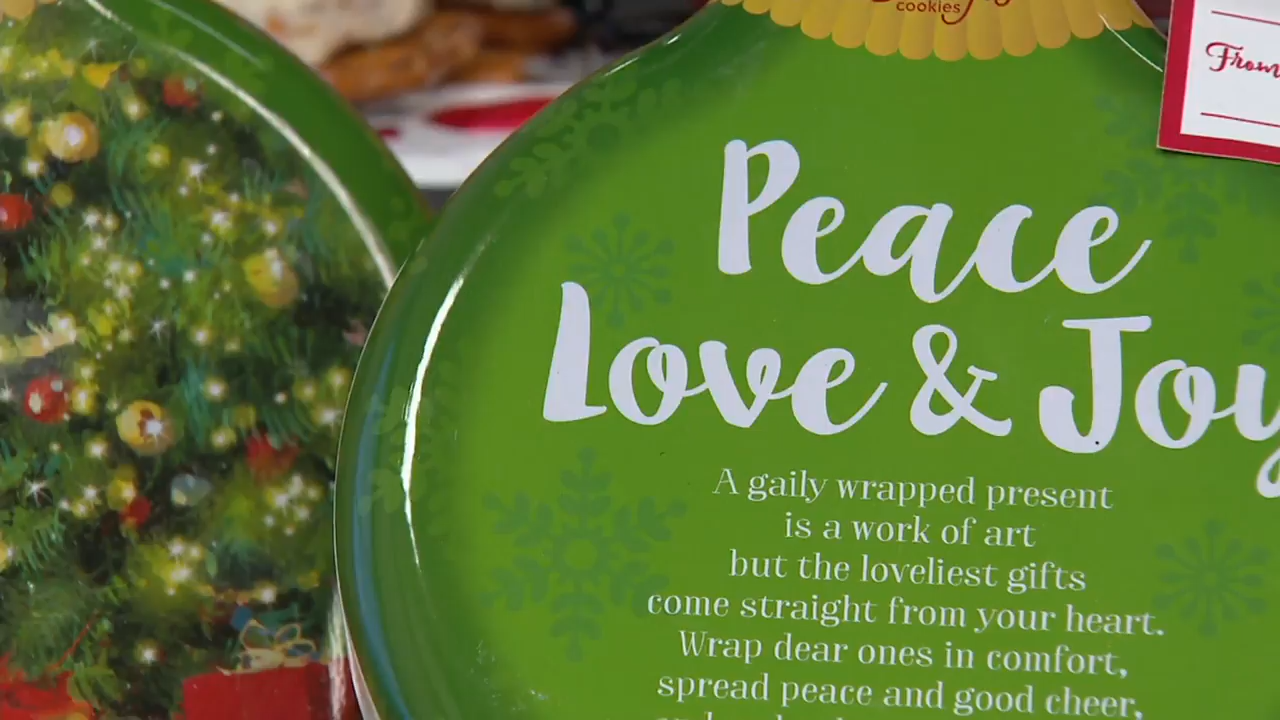 cookies
From
Peace
Love & Joy
A gaily wrapped present
is a work of art
but the loveliest gifts
come straight from your heart.
Wrap dear ones in comfort,
spread peace and good cheer,